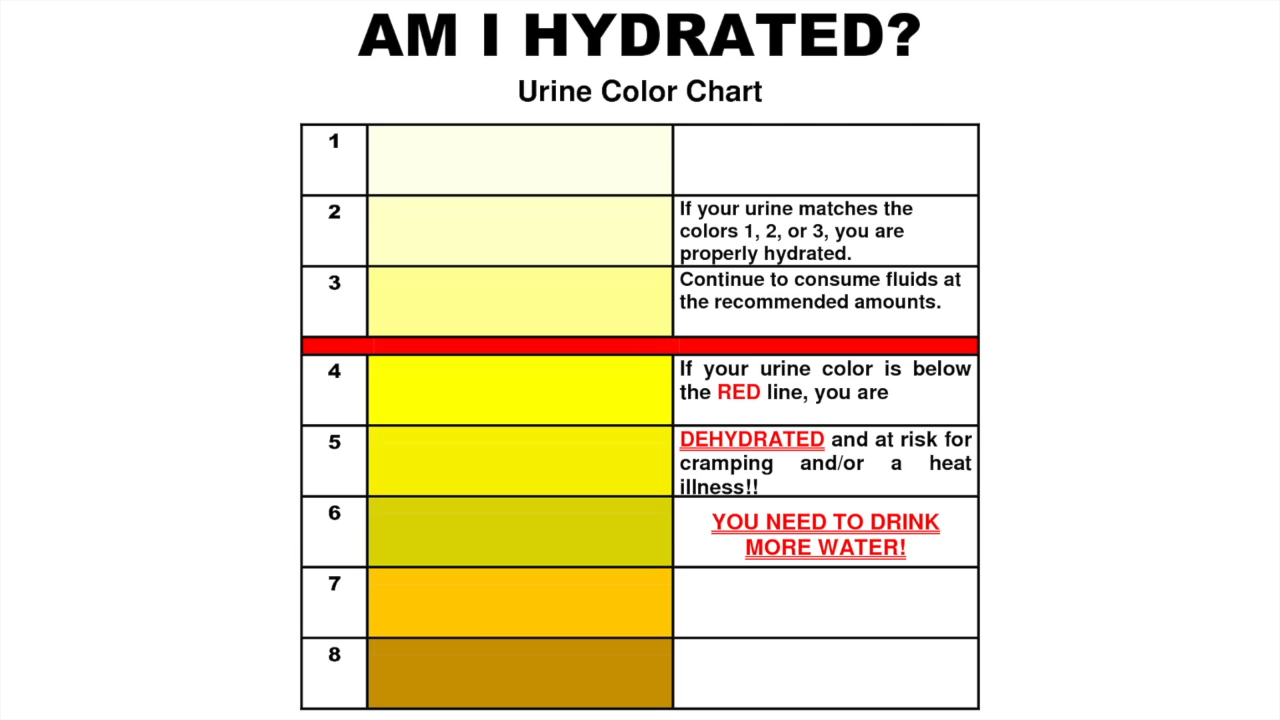 AM I HYDRATED?
Urine Color Chart
1
2
If your urine matches the
colors 1, 2, or 3, you are
properly hydrated.
3
Continue to consume fluids at
the recommended amounts.
4
If your urine color is below
the RED line, you are
5
DEHYDRATED and at risk for
cramping and/or a heat
illness!!
6
YOU NEED TO DRINK
MORE WATER!
7
8